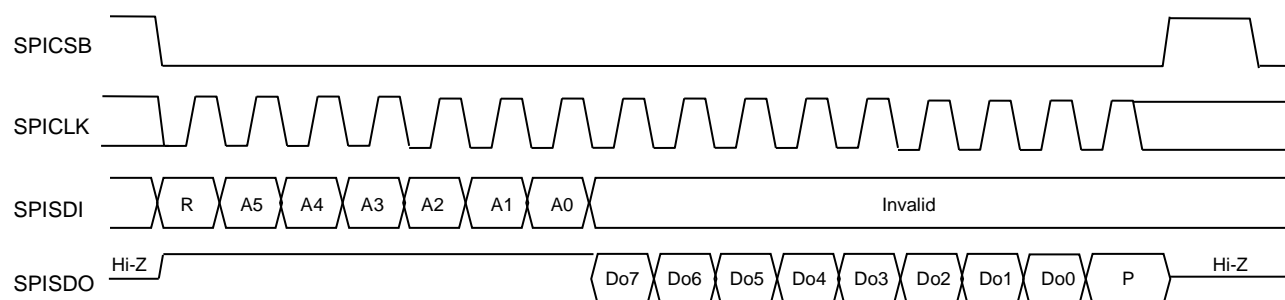 SPICSB
SPICLK
SPISDI R A5 A4 A3 A2 A1 A0 Invalid
SPISDO Hi-Z Do7 Do6 Do5 Do4 Do3 Do2 Do1 Do0 P Hi-Z